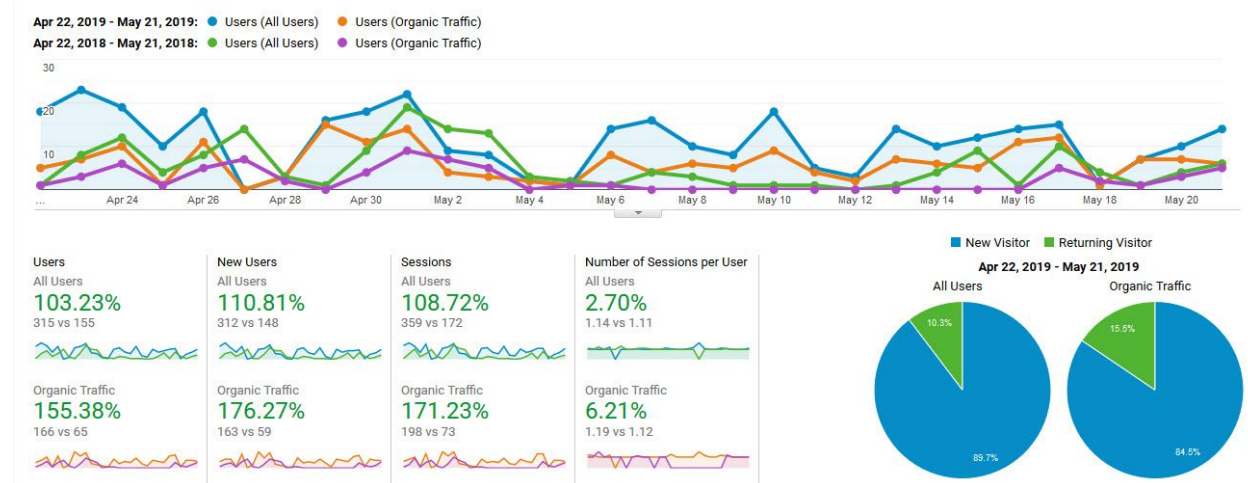 Apr 22, 2019 - May 21, 2019: Users (All Users) Users (Organic Traffic)
Apr 22, 2018 - May 21, 2018: Users (All Users) Users (Organic Traffic)
30
20
10
... Apr 24 Apr 26 Apr 28 Apr 30 May 2 May 4 May 6 May 8 May 10 May 12 May 14 May 16 May 18 May 20
Users
All Users
103.23%
315 vs 155
Organic Traffic
155.38%
166 vs 65
New Users
All Users
110.81%
312 vs 148
Organic Traffic
176.27%
163 vs 59
Sessions
All Users
108.72%
359 vs 172
Organic Traffic
171.23%
198 vs 73
Number of Sessions per User
All Users
2.70%
1.14 vs 1.11
Organic Traffic
6.21%
1.19 vs 1.12
New Visitor Returning Visitor
Apr 22, 2019 - May 21, 2019
All Users
10.3%
89.7%
Organic Traffic
15.5%
84.5%